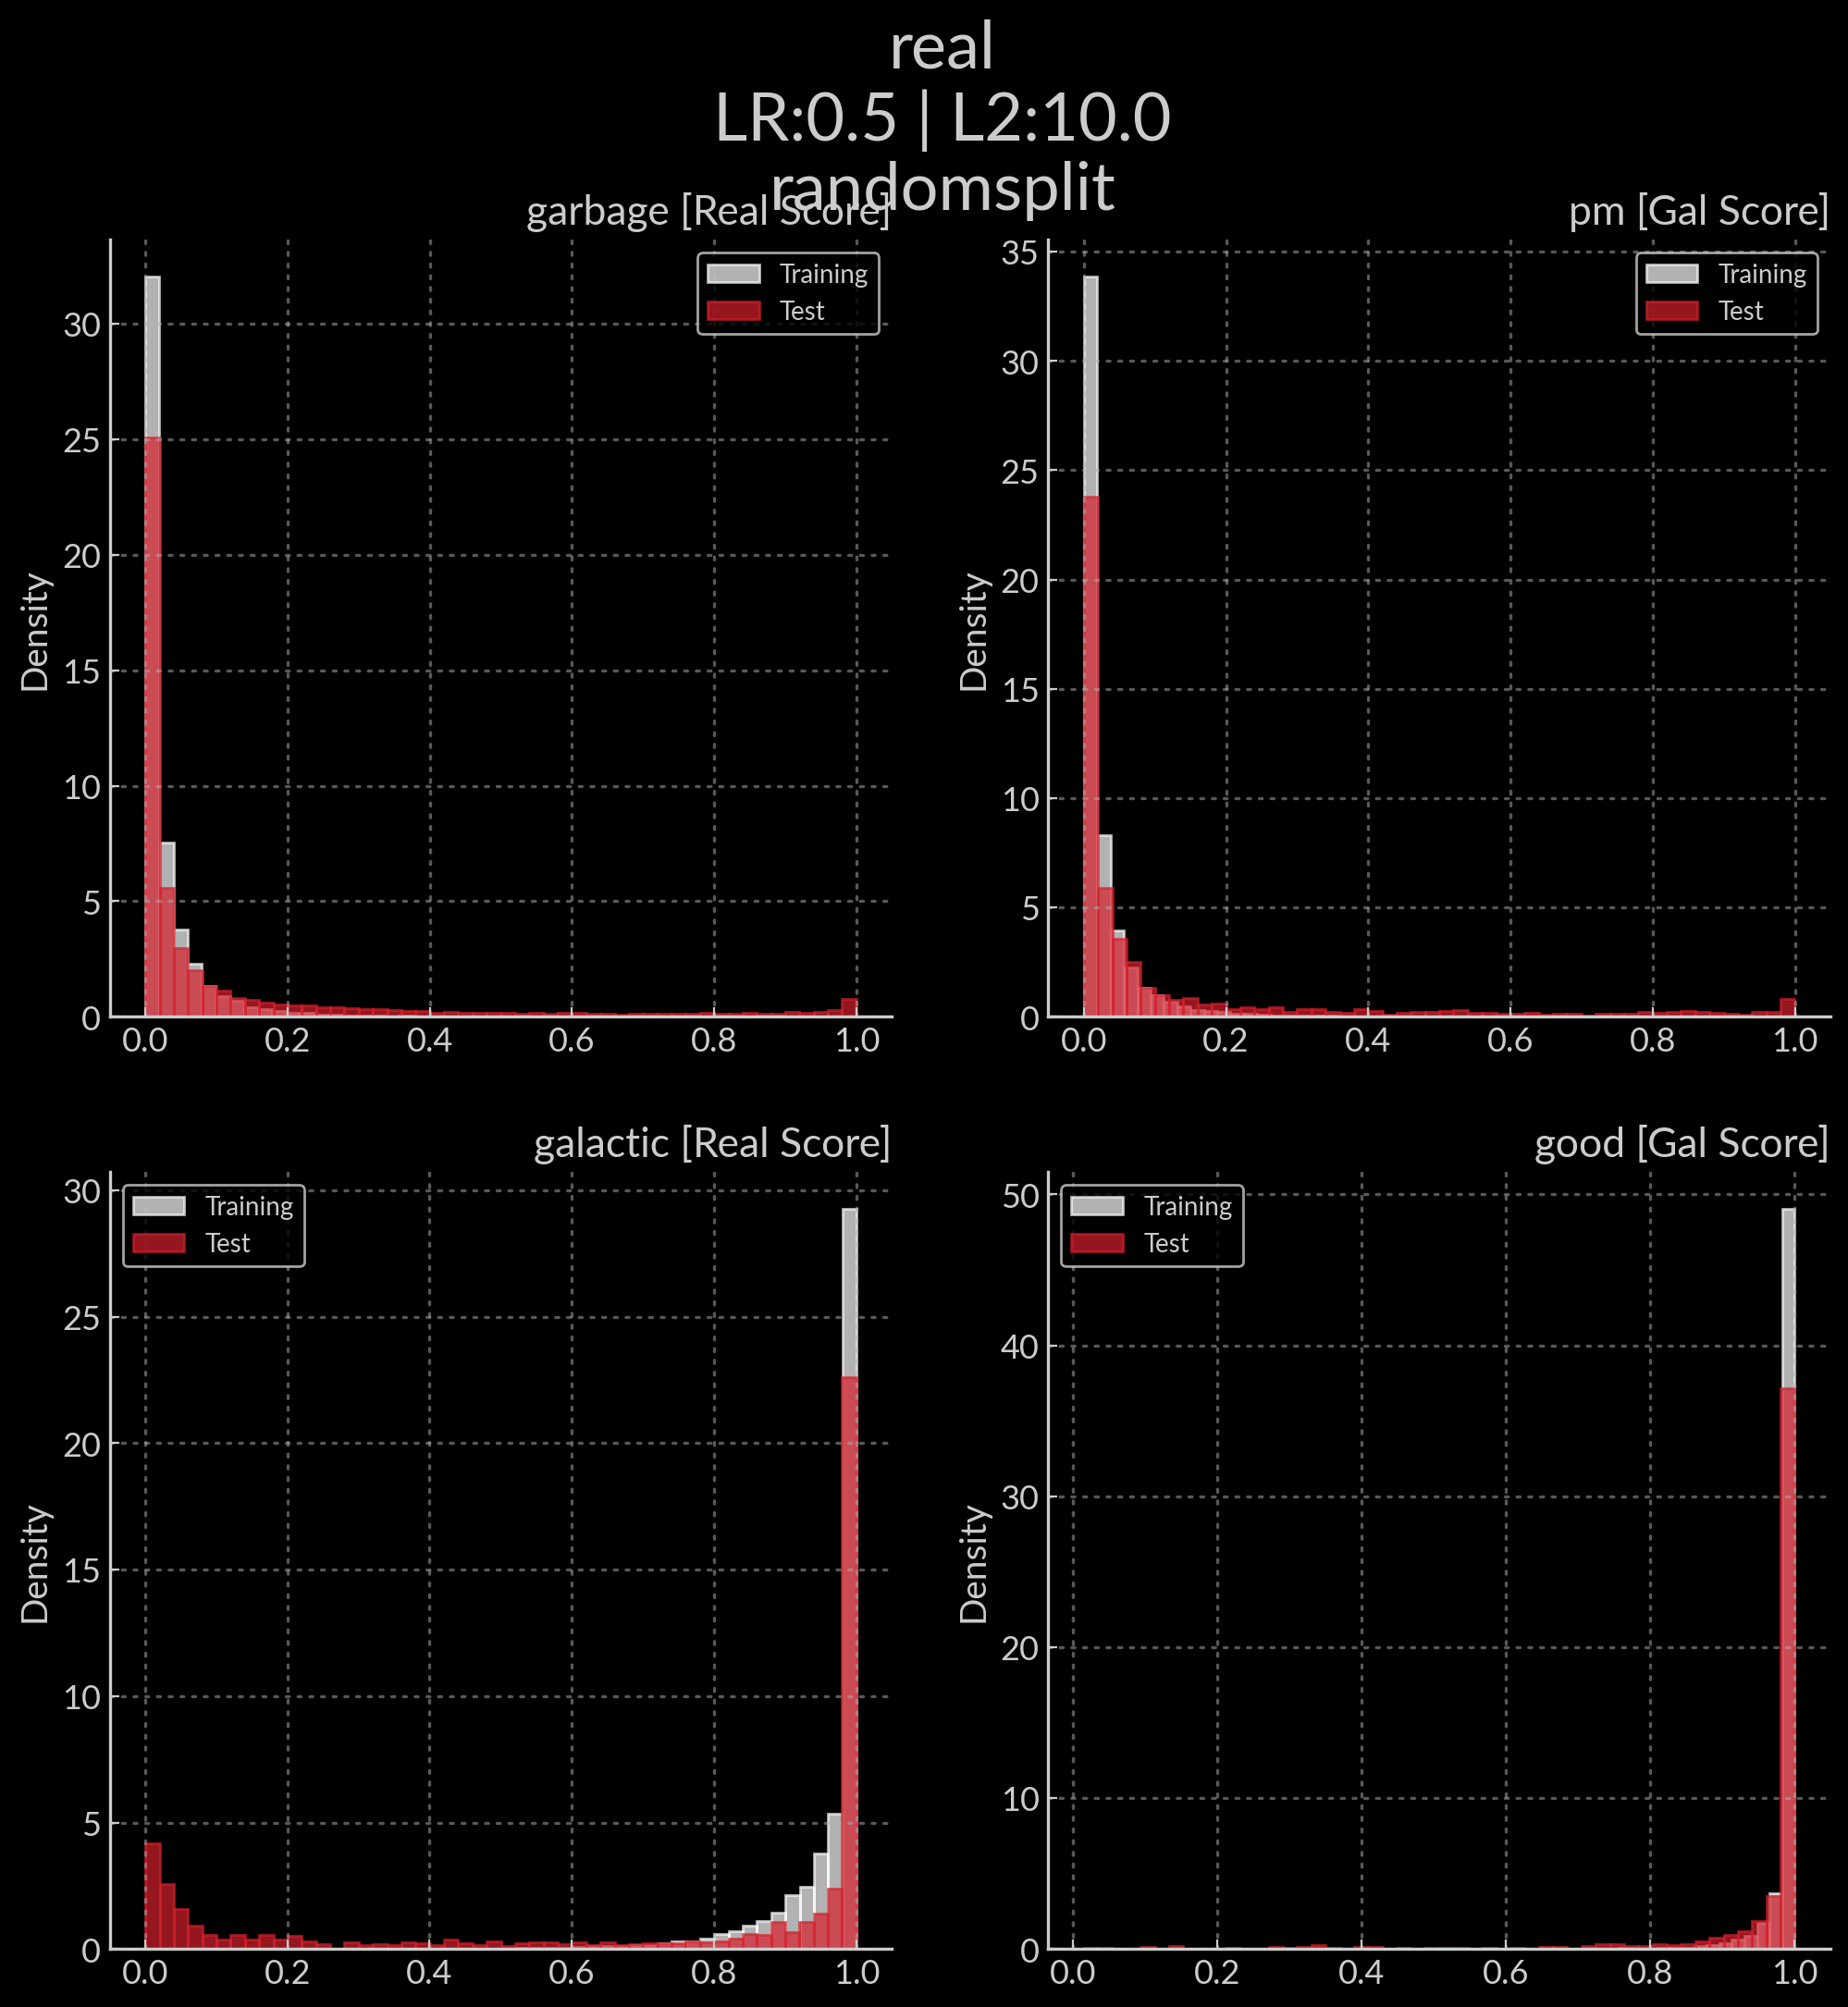 real
LR:0.5 | L2:10.0
randomsplit
garbage [Real Score]
Training
Test
Density
30
25
20
15
10
5
0
0.0 0.2 0.4 0.6 0.8 1.0
pm [Gal Score]
Training
Test
Density
35
30
25
20
15
10
5
0
0.0 0.2 0.4 0.6 0.8 1.0
galactic [Real Score]
Training
Test
Density
30
25
20
15
10
5
0
0.0 0.2 0.4 0.6 0.8 1.0
good [Gal Score]
Training
Test
Density
50
40
30
20
10
0
0.0 0.2 0.4 0.6 0.8 1.0